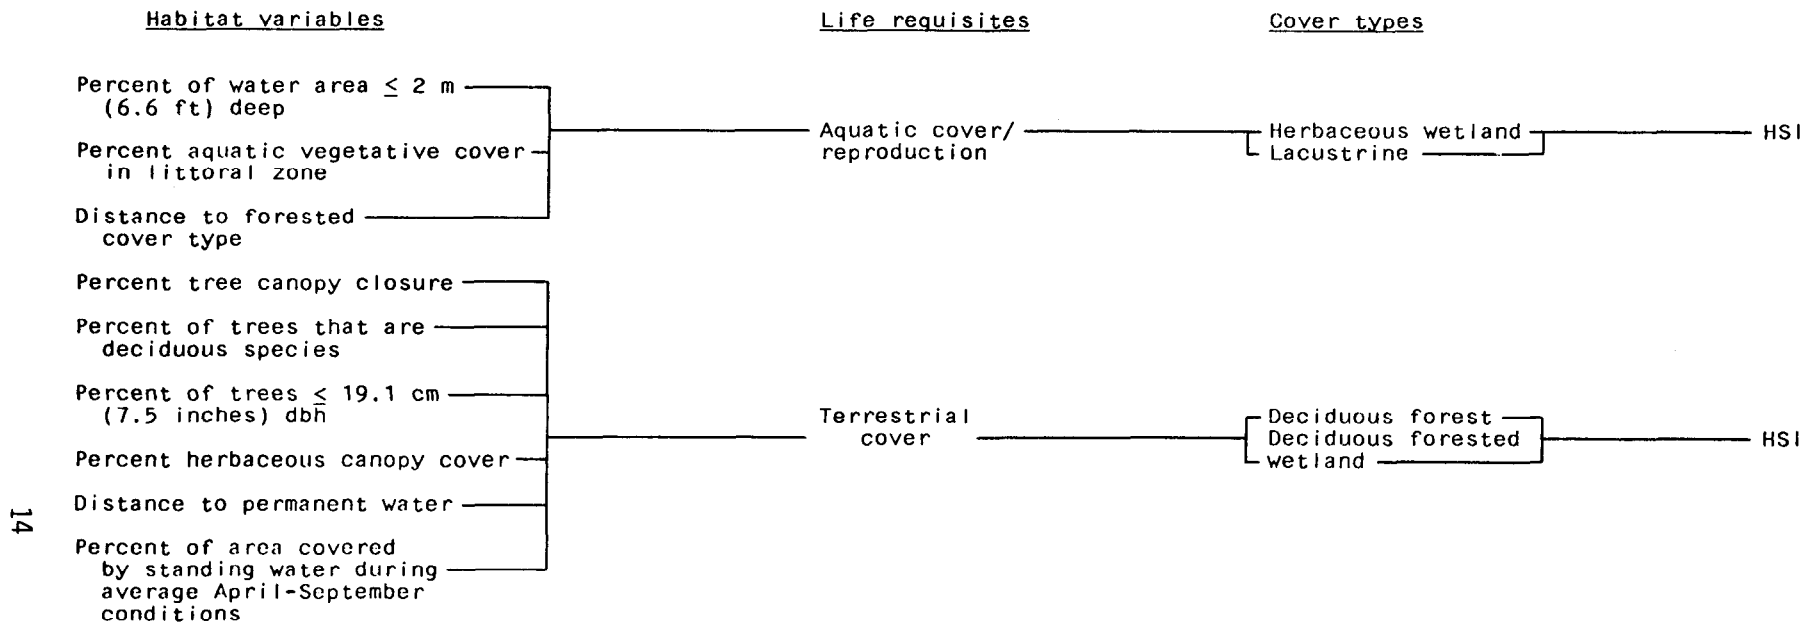 Habitat variables
Life requisites
Cover types
Percent of water area ≤ 2 m
(6.6 ft) deep
Percent aquatic vegetative cover
in littoral zone
Distance to forested
cover type
Aquatic cover/
reproduction
Herbaceous wetland
Lacustrine
HSI
Percent tree canopy closure
Percent of trees that are
deciduous species
Percent of trees ≤ 19.1 cm
(7.5 inches) dbh
Percent herbaceous canopy cover
Distance to permanent water
Percent of area covered
by standing water during
average April-September
conditions
Terrestrial
cover
Deciduous forest
Deciduous forested
wetland
HSI
14